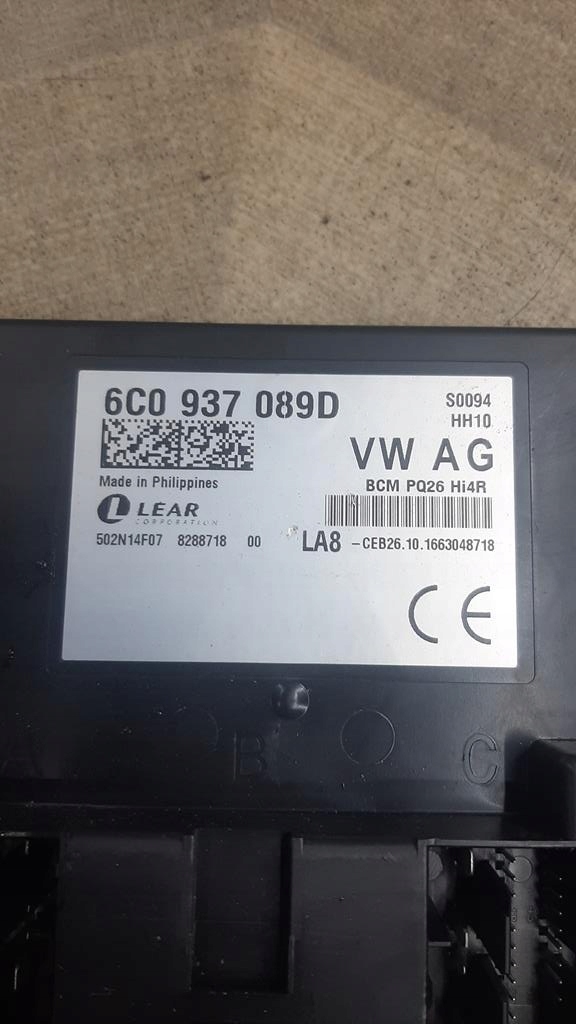 6C0 937 089D
S0094
HH10
VW AG
Made in Philippines
BCM PQ26 Hi4R
LEAR
CORPORATION
502N14F07 8288718 00 LA8 - CEB26.10.1663048718
CE
A B C